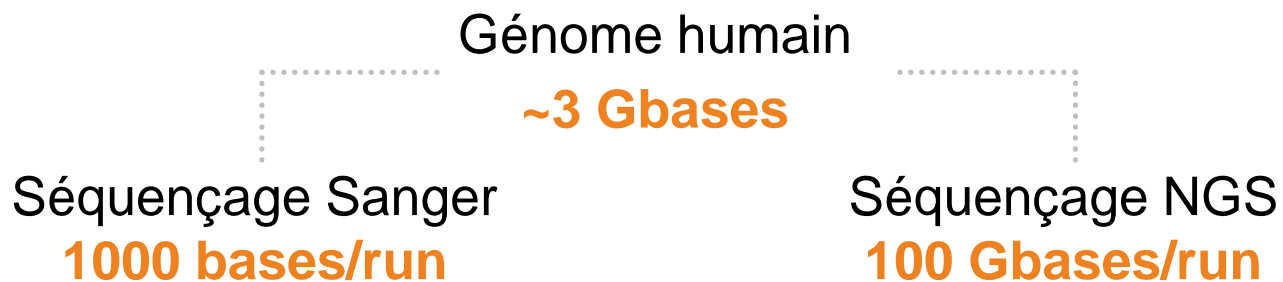 Génome humain
~3 Gbases
Séquençage Sanger
1000 bases/run
Séquençage NGS
100 Gbases/run